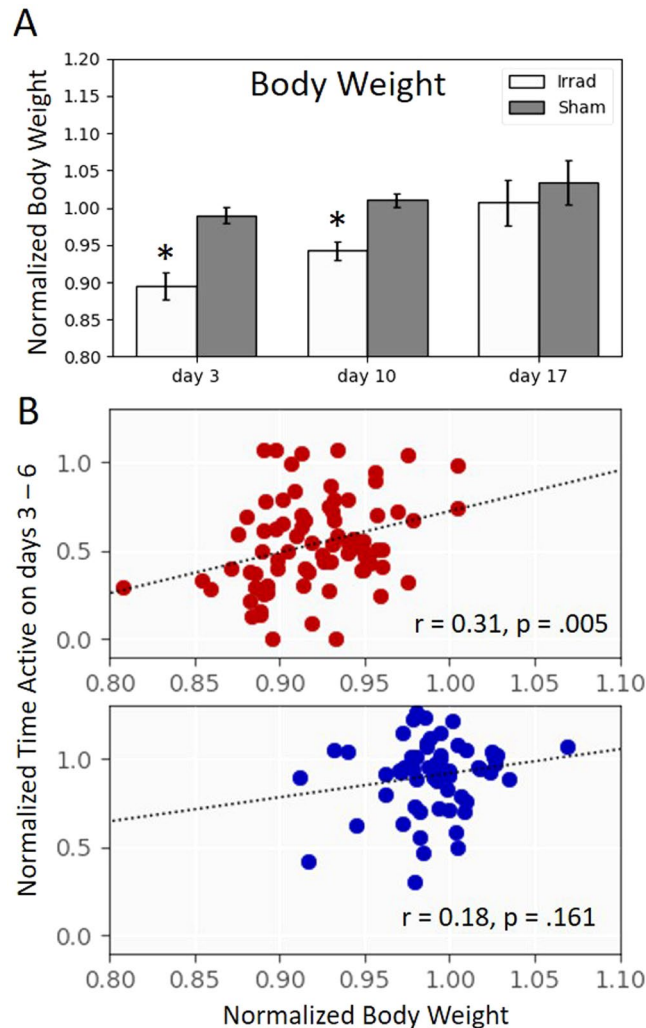 A
Body Weight
Irrad
Sham
Normalized Body Weight
1.20
1.15
1.10
1.05
1.00
0.95
0.90
0.85
0.80
*
*
day 3 day 10 day 17
B
Normalized Time Active on days 3 – 6
1.0
0.5
0.0
r = 0.31, p = .005
0.80 0.85 0.90 0.95 1.00 1.05 1.10
1.0
0.5
0.0
r = 0.18, p = .161
0.80 0.85 0.90 0.95 1.00 1.05 1.10
Normalized Body Weight